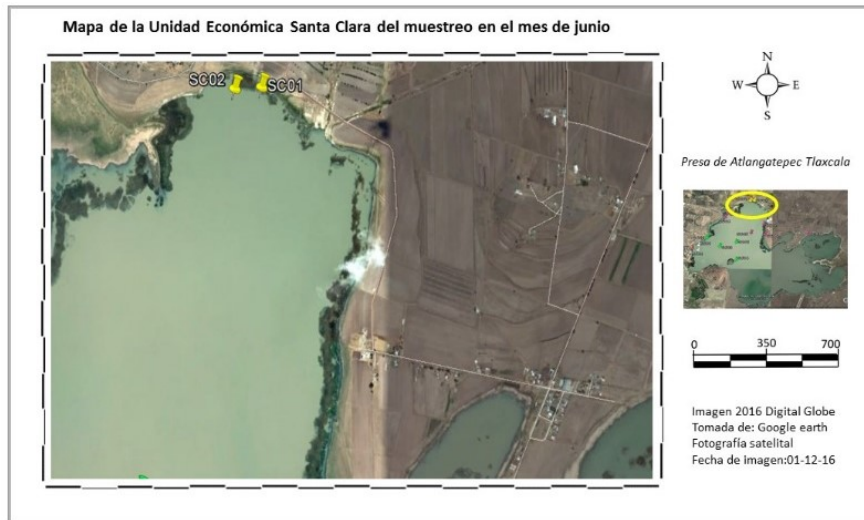 Mapa de la Unidad Económica Santa Clara del muestreo en el mes de junio
SC02
SC01
N
W E
S
Presa de Atlangatepec Tlaxcala
0 350 700
Imagen 2016 Digital Globe
Tomada de: Google earth
Fotografía satelital
Fecha de imagen:01-12-16